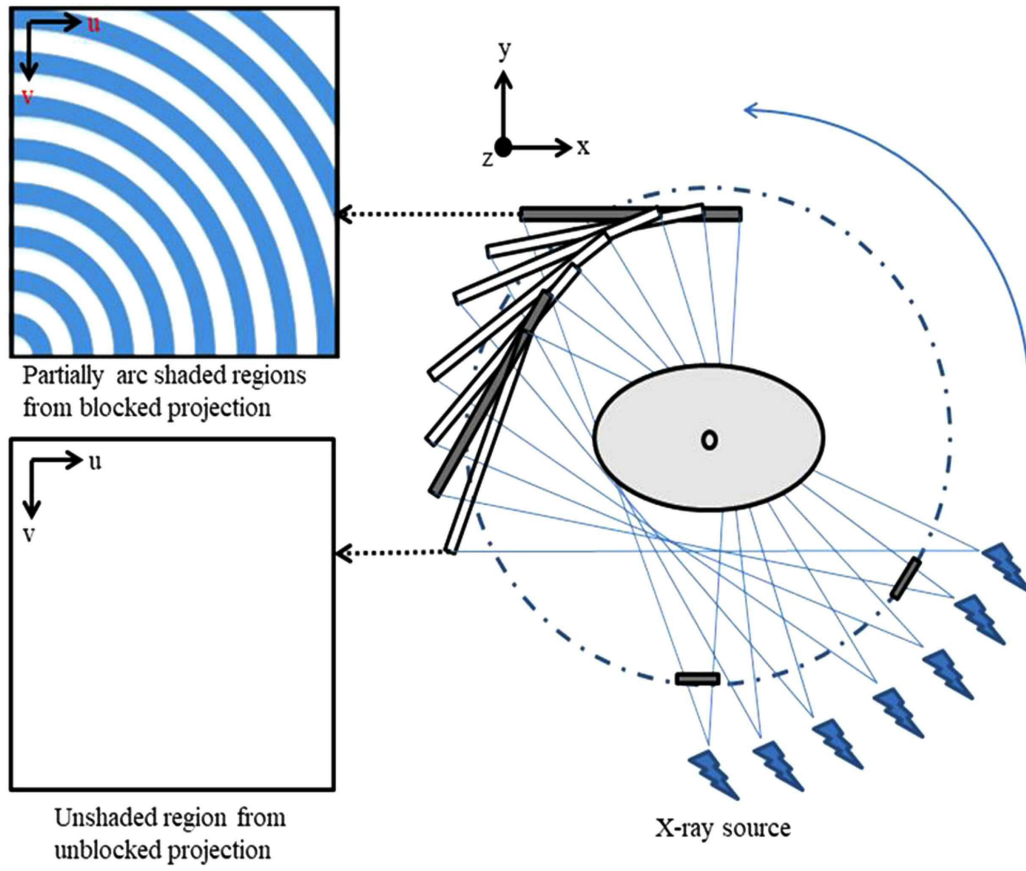 u
v
Partially arc shaded regions
from blocked projection
u
v
Unshaded region from
unblocked projection
y
z
x
X-ray source